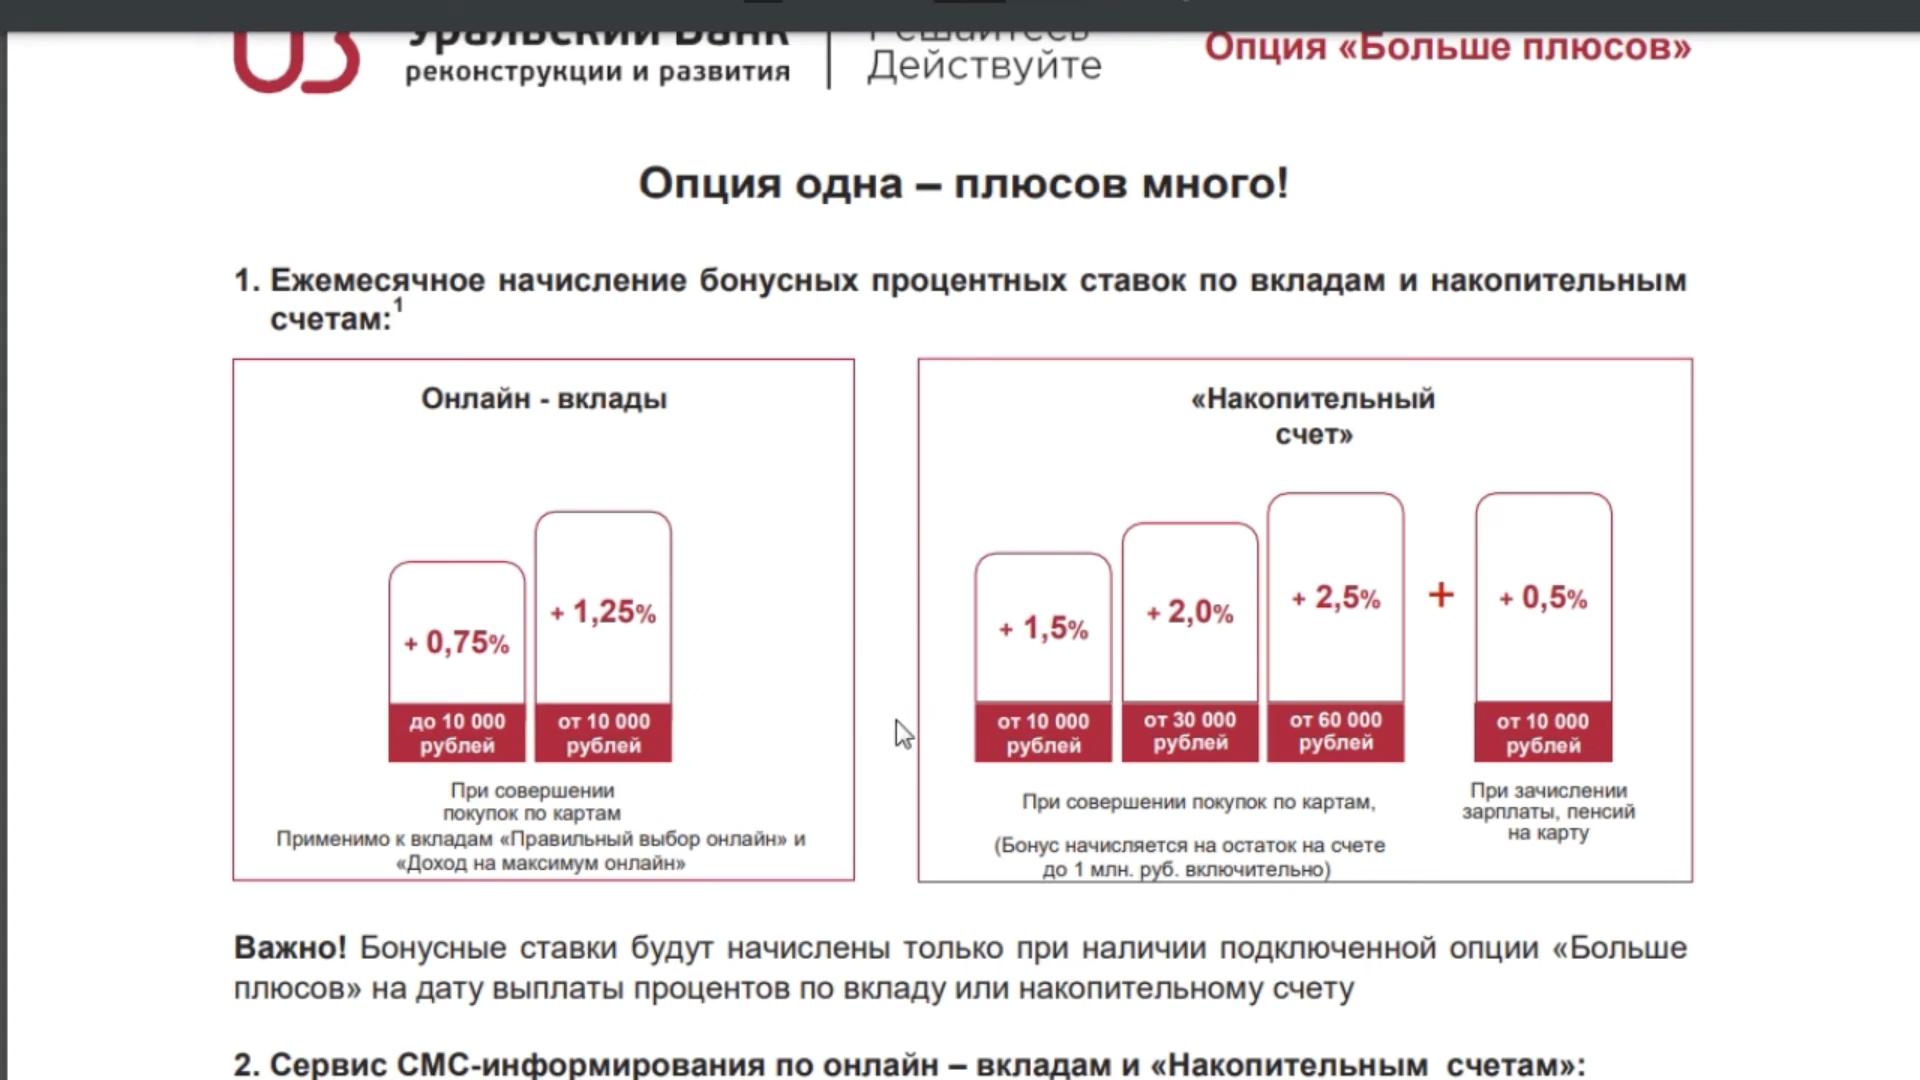 Уральский Банк
реконструкции и развития
Решайтесь
Действуйте
Опция «Больше плюсов»
Опция одна – плюсов много!
1. Ежемесячное начисление бонусных процентных ставок по вкладам и накопительным
счетам:1
Онлайн - вклады
+ 0,75%
+ 1,25%
до 10 000
рублей
от 10 000
рублей
При совершении
покупок по картам
Применимо к вкладам «Правильный выбор онлайн» и
«Доход на максимум онлайн»
«Накопительный
счет»
+ 1,5%
+ 2,0%
+ 2,5%
+
+ 0,5%
от 10 000
рублей
от 30 000
рублей
от 60 000
рублей
от 10 000
рублей
При совершении покупок по картам,
(Бонус начисляется на остаток на счете
до 1 млн. руб. включительно)
При зачислении
зарплаты, пенсий
на карту
Важно! Бонусные ставки будут начислены только при наличии подключенной опции «Больше
плюсов» на дату выплаты процентов по вкладу или накопительному счету
2. Сервис СМС-информирования по онлайн – вкладам и «Накопительным счетам»: